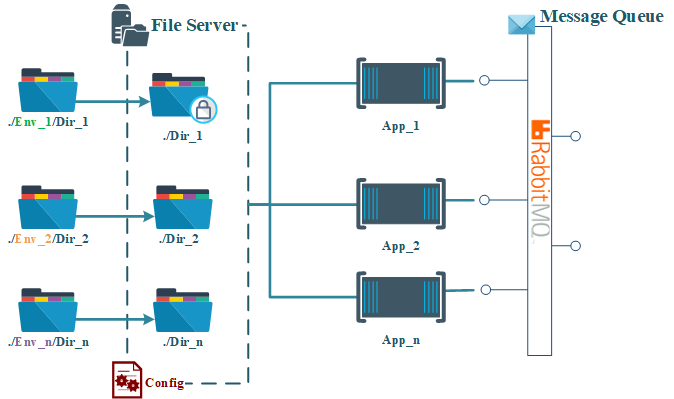 File Server
Message Queue
./Env_1/Dir_1
./Dir_1
App_1
RabbitMQ
./Env_2/Dir_2
./Dir_2
App_2
./Env_n/Dir_n
./Dir_n
App_n
Config